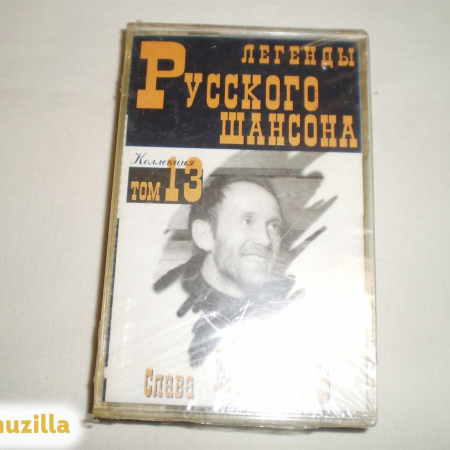 ЛЕГЕНДЫ
РУССКОГО
ШАНСОНА
Коллекция
ТОМ 13
Слава
uzilla